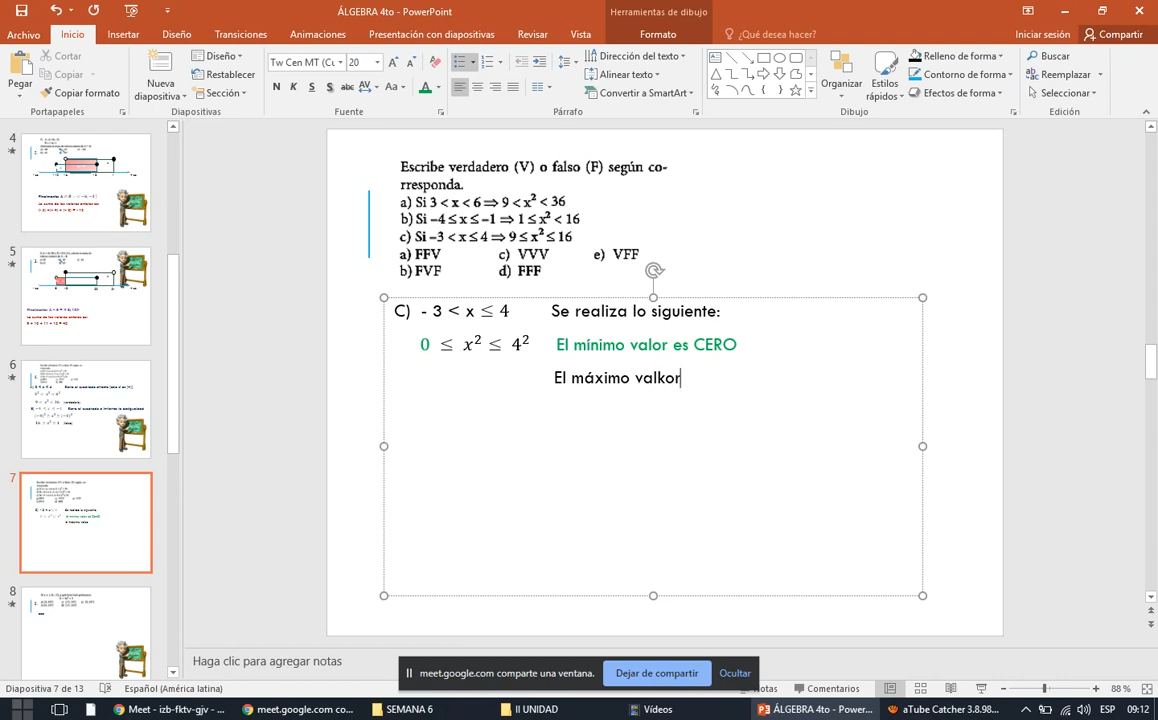 ÁLGEBRA 4to - PowerPoint
Herramientas de dibujo
Archivo Inicio Insertar Diseño Transiciones Animaciones Presentación con diapositivas Revisar Vista Formato ¿Qué desea hacer? Iniciar sesión Compartir
Pegar
Cortar
Copiar
Copiar formato
Portapapeles
Nueva
diapositiva
Diseño
Restablecer
Sección
Diapositivas
Tw Cen MT (Cu 20
N K S S abc AV Aa A
Fuente
Dirección del texto
Alinear texto
Convertir a SmartArt
Párrafo
Organizar
Estilos
rápidos
Relleno de forma
Contorno de forma
Efectos de forma
Dibujo
Buscar
Reemplazar
Seleccionar
Edición
4
5
6
7
8
Escribe verdadero (V) o falso (F) según co-
rresponda.
a) Si 3 < x < 6 ⇒ 9 < x² < 36
b) Si –4 ≤ x ≤ –1 ⇒ 1 ≤ x² < 16
c) Si –3 < x ≤ 4 ⇒ 9 ≤ x² ≤ 16
a) FFV c) VVV e) VFF
b) FVF d) FFF
C) - 3 < x ≤ 4 Se realiza lo siguiente:
0 ≤ x² ≤ 4² El mínimo valor es CERO
El máximo valkor
Haga clic para agregar notas
meet.google.com comparte una ventana. Dejar de compartir Ocultar
Diapositiva 7 de 13 Español (América latina) Notas Comentarios 88 %
Meet - izb-fktv-gjv - ... meet.google.com co... SEMANA 6 II UNIDAD Vídeos ÁLGEBRA 4to - Power... aTube Catcher 3.8.98... ESP 09:12